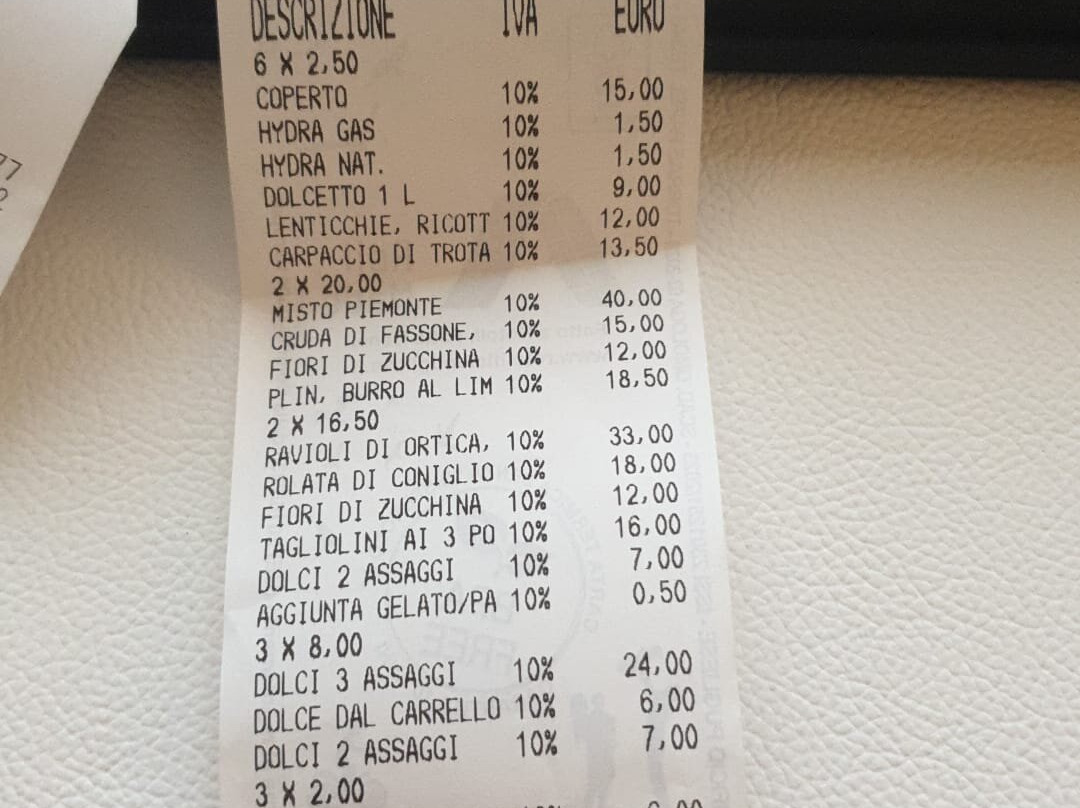 DESCRIZIONE IVA EURO
6 X 2,50
COPERTO 10% 15,00
HYDRA GAS 10% 1,50
HYDRA NAT. 10% 1,50
DOLCETTO 1 L 10% 9,00
LENTICCHIE, RICOTT 10% 12,00
CARPACCIO DI TROTA 10% 13,50
2 X 20,00
MISTO PIEMONTE 10% 40,00
CRUDA DI FASSONE, 10% 15,00
FIORI DI ZUCCHINA 10% 12,00
PLIN, BURRO AL LIM 10% 18,50
2 X 16,50
RAVIOLI DI ORTICA, 10% 33,00
ROLATA DI CONIGLIO 10% 18,00
FIORI DI ZUCCHINA 10% 12,00
TAGLIOLINI AI 3 PO 10% 16,00
DOLCI 2 ASSAGGI 10% 7,00
AGGIUNTA GELATO/PA 10% 0,50
3 X 8,00
DOLCI 3 ASSAGGI 10% 24,00
DOLCE DAL CARRELLO 10% 6,00
DOLCI 2 ASSAGGI 10% 7,00
3 X 2,00